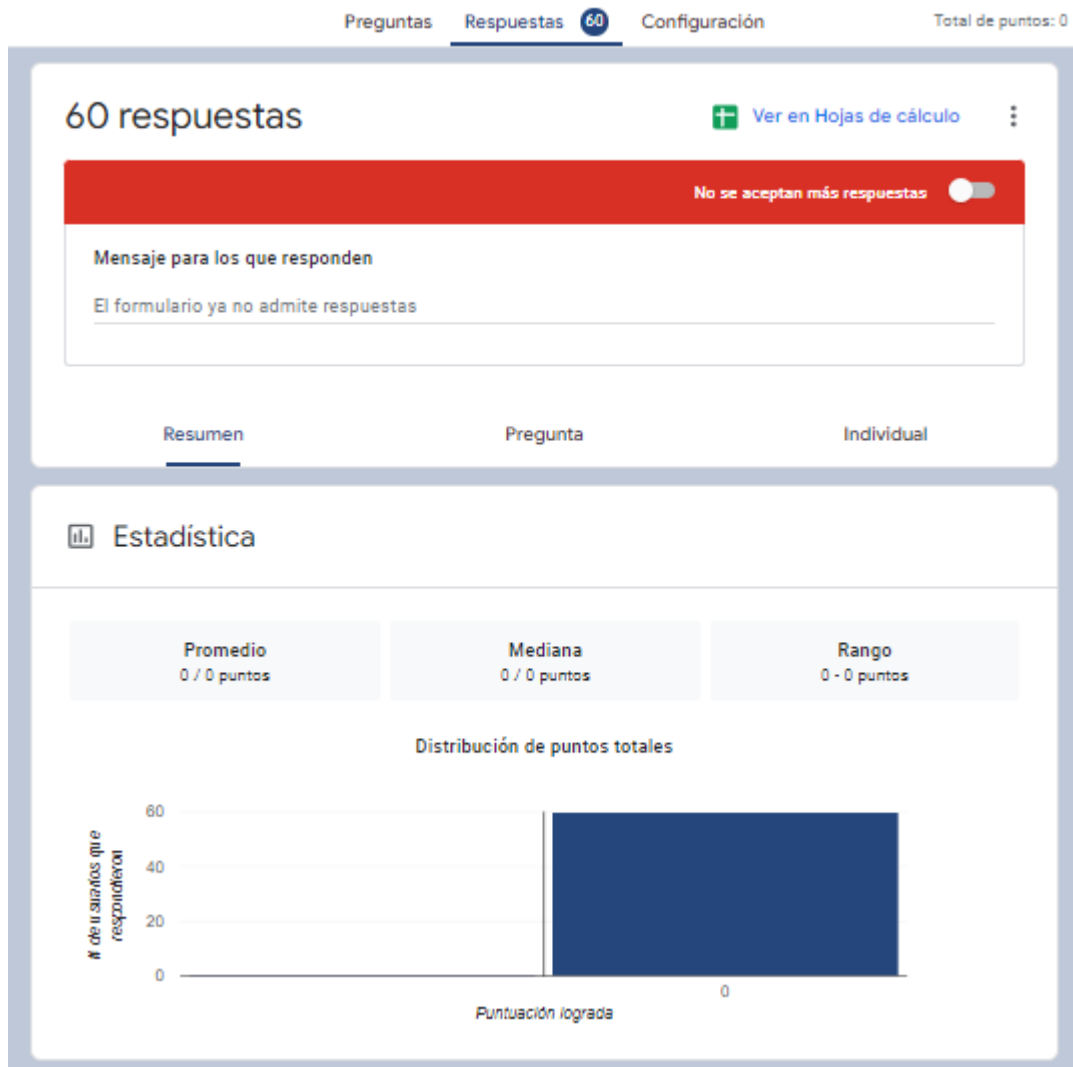 Preguntas Respuestas 60 Configuración Total de puntos: 0
60 respuestas
Ver en Hojas de cálculo
No se aceptan más respuestas
Mensaje para los que responden
El formulario ya no admite respuestas
Resumen Pregunta Individual
Estadística
Promedio
0 / 0 puntos
Mediana
0 / 0 puntos
Rango
0 - 0 puntos
Distribución de puntos totales
N de usuarios que
respondieron
60
40
20
0
0
Puntuación lograda